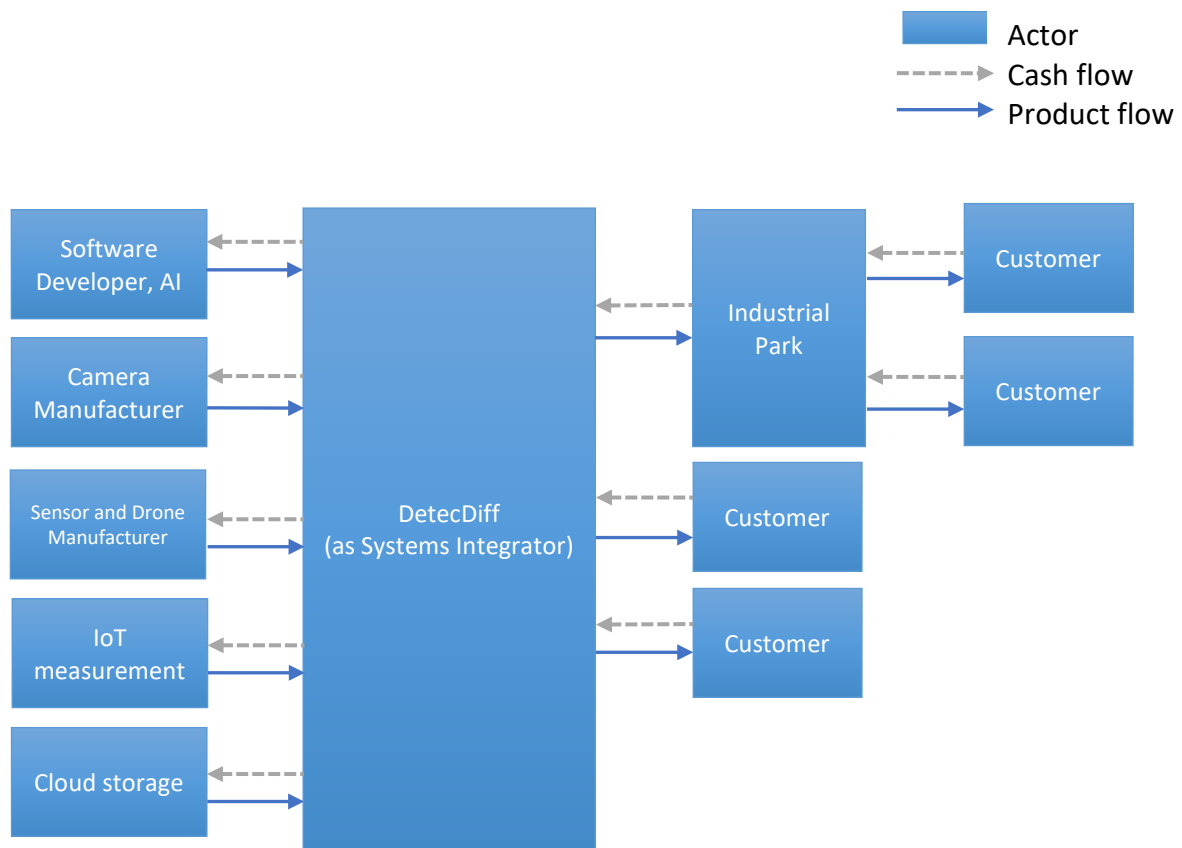 Actor
Cash flow
Product flow
Software
Developer, AI
Camera
Manufacturer
Sensor and Drone
Manufacturer
IoT
measurement
Cloud storage
DetecDiff
(as Systems Integrator)
Industrial
Park
Customer
Customer
Customer
Customer